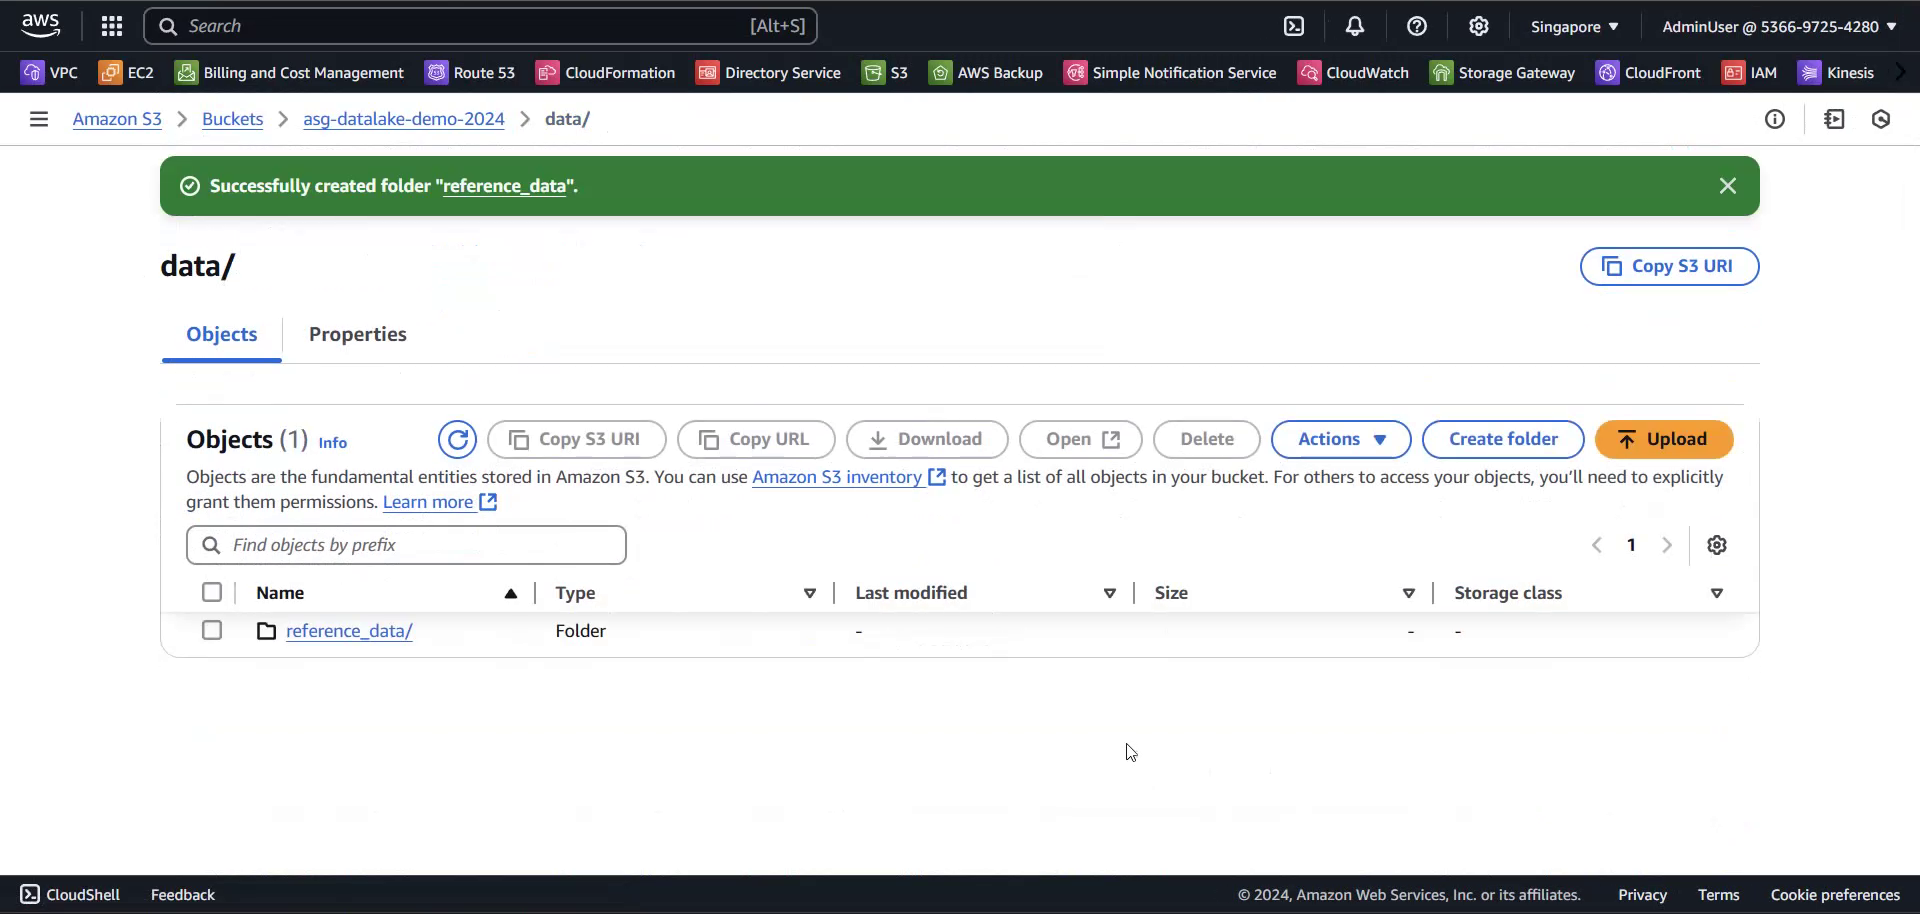 aws
Search [Alt+S]
Singapore ▼
AdminUser @ 5366-9725-4280 ▼
VPC EC2 Billing and Cost Management Route 53 CloudFormation Directory Service S3 AWS Backup Simple Notification Service CloudWatch Storage Gateway CloudFront IAM Kinesis
Amazon S3 > Buckets > asg-datalake-demo-2024 > data/
Successfully created folder "reference_data".
data/
Copy S3 URI
Objects Properties
Objects (1) Info
Copy S3 URI Copy URL Download Open Delete Actions ▼ Create folder Upload
Objects are the fundamental entities stored in Amazon S3. You can use Amazon S3 inventory to get a list of all objects in your bucket. For others to access your objects, you'll need to explicitly
grant them permissions. Learn more
Find objects by prefix
< 1 >
Name Type Last modified Size Storage class
reference_data/ Folder - - -
CloudShell Feedback © 2024, Amazon Web Services, Inc. or its affiliates. Privacy Terms Cookie preferences